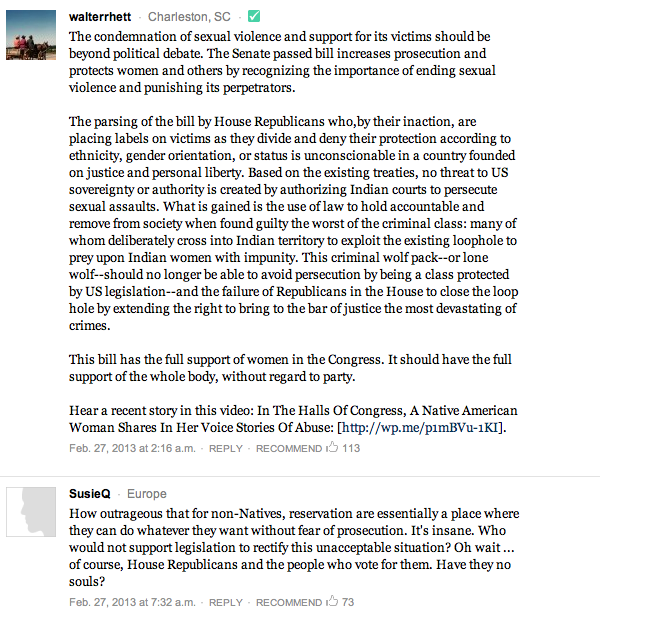 walterrhett · Charleston, SC ·
The condemnation of sexual violence and support for its victims should be
beyond political debate. The Senate passed bill increases prosecution and
protects women and others by recognizing the importance of ending sexual
violence and punishing its perpetrators.
The parsing of the bill by House Republicans who,by their inaction, are
placing labels on victims as they divide and deny their protection according to
ethnicity, gender orientation, or status is unconscionable in a country founded
on justice and personal liberty. Based on the existing treaties, no threat to US
sovereignty or authority is created by authorizing Indian courts to persecute
sexual assaults. What is gained is the use of law to hold accountable and
remove from society when found guilty the worst of the criminal class: many of
whom deliberately cross into Indian territory to exploit the existing loophole to
prey upon Indian women with impunity. This criminal wolf pack--or lone
wolf--should no longer be able to avoid persecution by being a class protected
by US legislation--and the failure of Republicans in the House to close the loop
hole by extending the right to bring to the bar of justice the most devastating of
crimes.
This bill has the full support of women in the Congress. It should have the full
support of the whole body, without regard to party.
Hear a recent story in this video: In The Halls Of Congress, A Native American
Woman Shares In Her Voice Stories Of Abuse: [http://wp.me/p1mBVu-1KI].
Feb. 27, 2013 at 2:16 a.m. · REPLY · RECOMMEND 113
SusieQ · Europe
How outrageous that for non-Natives, reservation are essentially a place where
they can do whatever they want without fear of prosecution. It's insane. Who
would not support legislation to rectify this unacceptable situation? Oh wait ...
of course, House Republicans and the people who vote for them. Have they no
souls?
Feb. 27, 2013 at 7:32 a.m. · REPLY · RECOMMEND 73